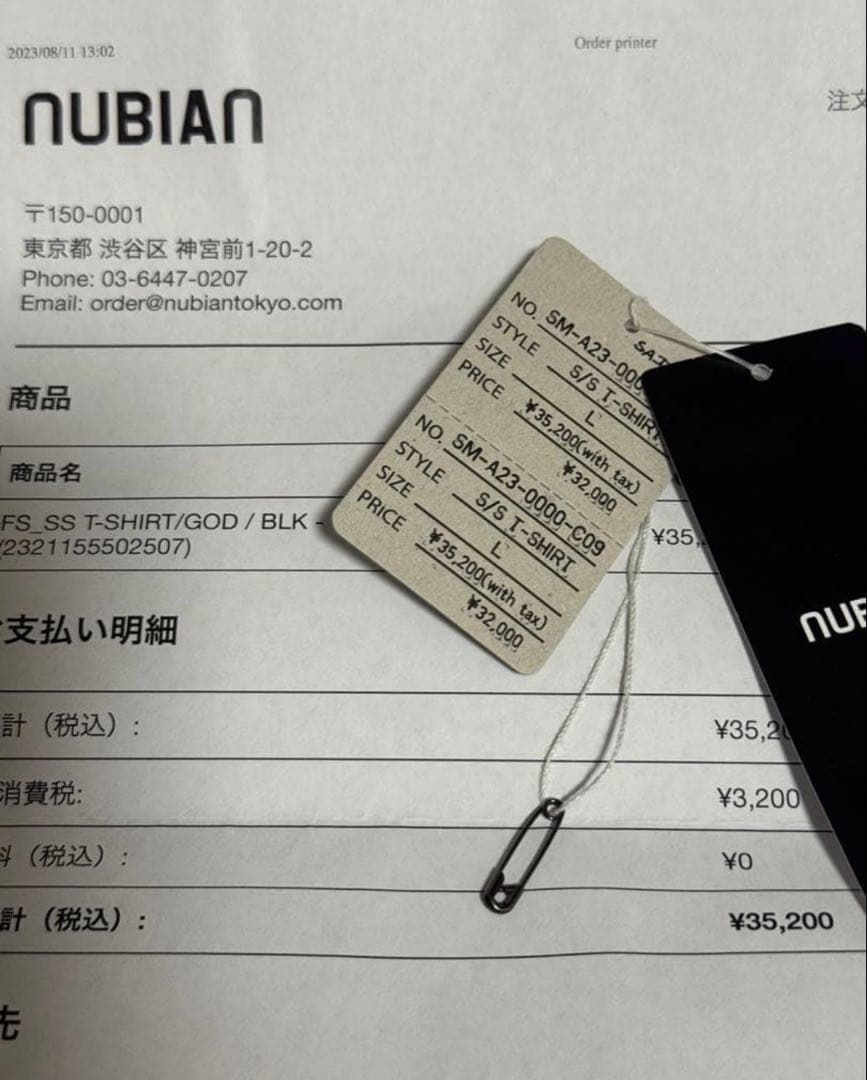 2023/08/11 13:02
Order printer
NUBIAN
注文
〒150-0001
東京都 渋谷区 神宮前1-20-2
Phone: 03-6447-0207
Email: order@nubiantokyo.com
商品
商品名
FS_SS T-SHIRT/GOD / BLK -
(2321155502507)
¥35,
支払い明細
計（税込）:
¥35,20
消費税:
¥3,200
料（税込）:
¥0
計（税込）:
¥35,200
先
NO. SM-A23-000
STYLE S/S T-SHIRT
SIZE L
PRICE ¥35,200(with tax)
¥32,000
NO. SM-A23-0000-C09
STYLE S/S T-SHIRT
SIZE L
PRICE ¥35,200(with tax)
¥32,000